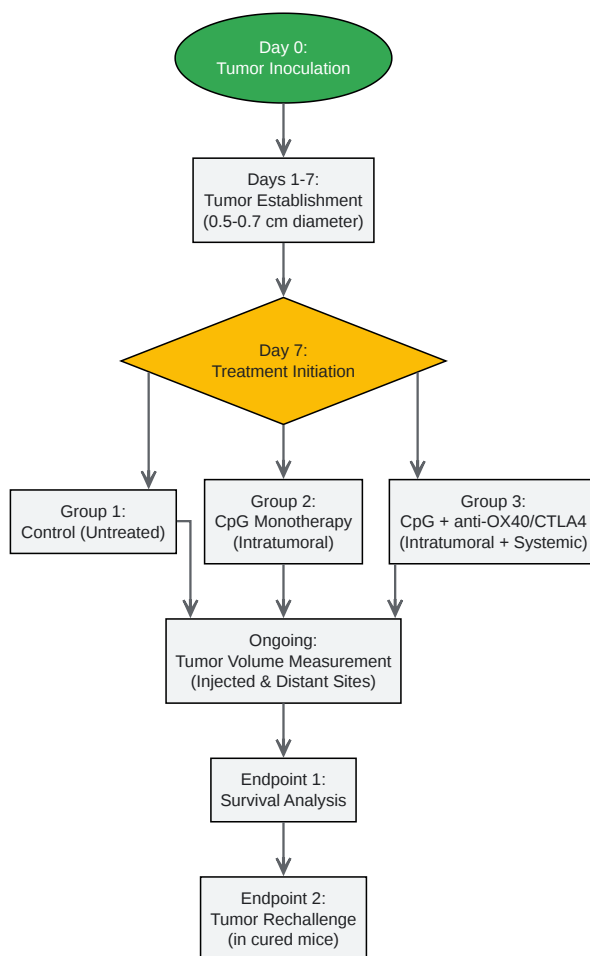 Day 0:
Tumor Inoculation
Days 1-7:
Tumor Establishment
(0.5-0.7 cm diameter)
Day 7:
Treatment Initiation
Group 1:
Control (Untreated)
Group 2:
CpG Monotherapy
(Intratumoral)
Group 3:
CpG + anti-OX40/CTLA4
(Intratumoral + Systemic)
Ongoing:
Tumor Volume Measurement
(Injected & Distant Sites)
Endpoint 1:
Survival Analysis
Endpoint 2:
Tumor Rechallenge
(in cured mice)